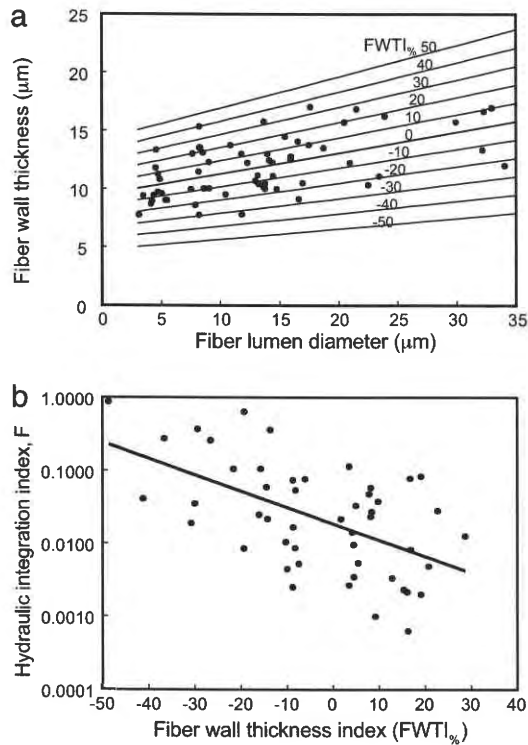 a
25
20
15
10
5
0
Fiber wall thickness (μm)
FWTI% 50
40
30
20
10
0
-10
-20
-30
-40
-50
0 5 10 15 20 25 30 35
Fiber lumen diameter (μm)
b
1.0000
0.1000
0.0100
0.0010
0.0001
Hydraulic integration index, F
-50 -40 -30 -20 -10 0 10 20 30 40
Fiber wall thickness index (FWTI%)